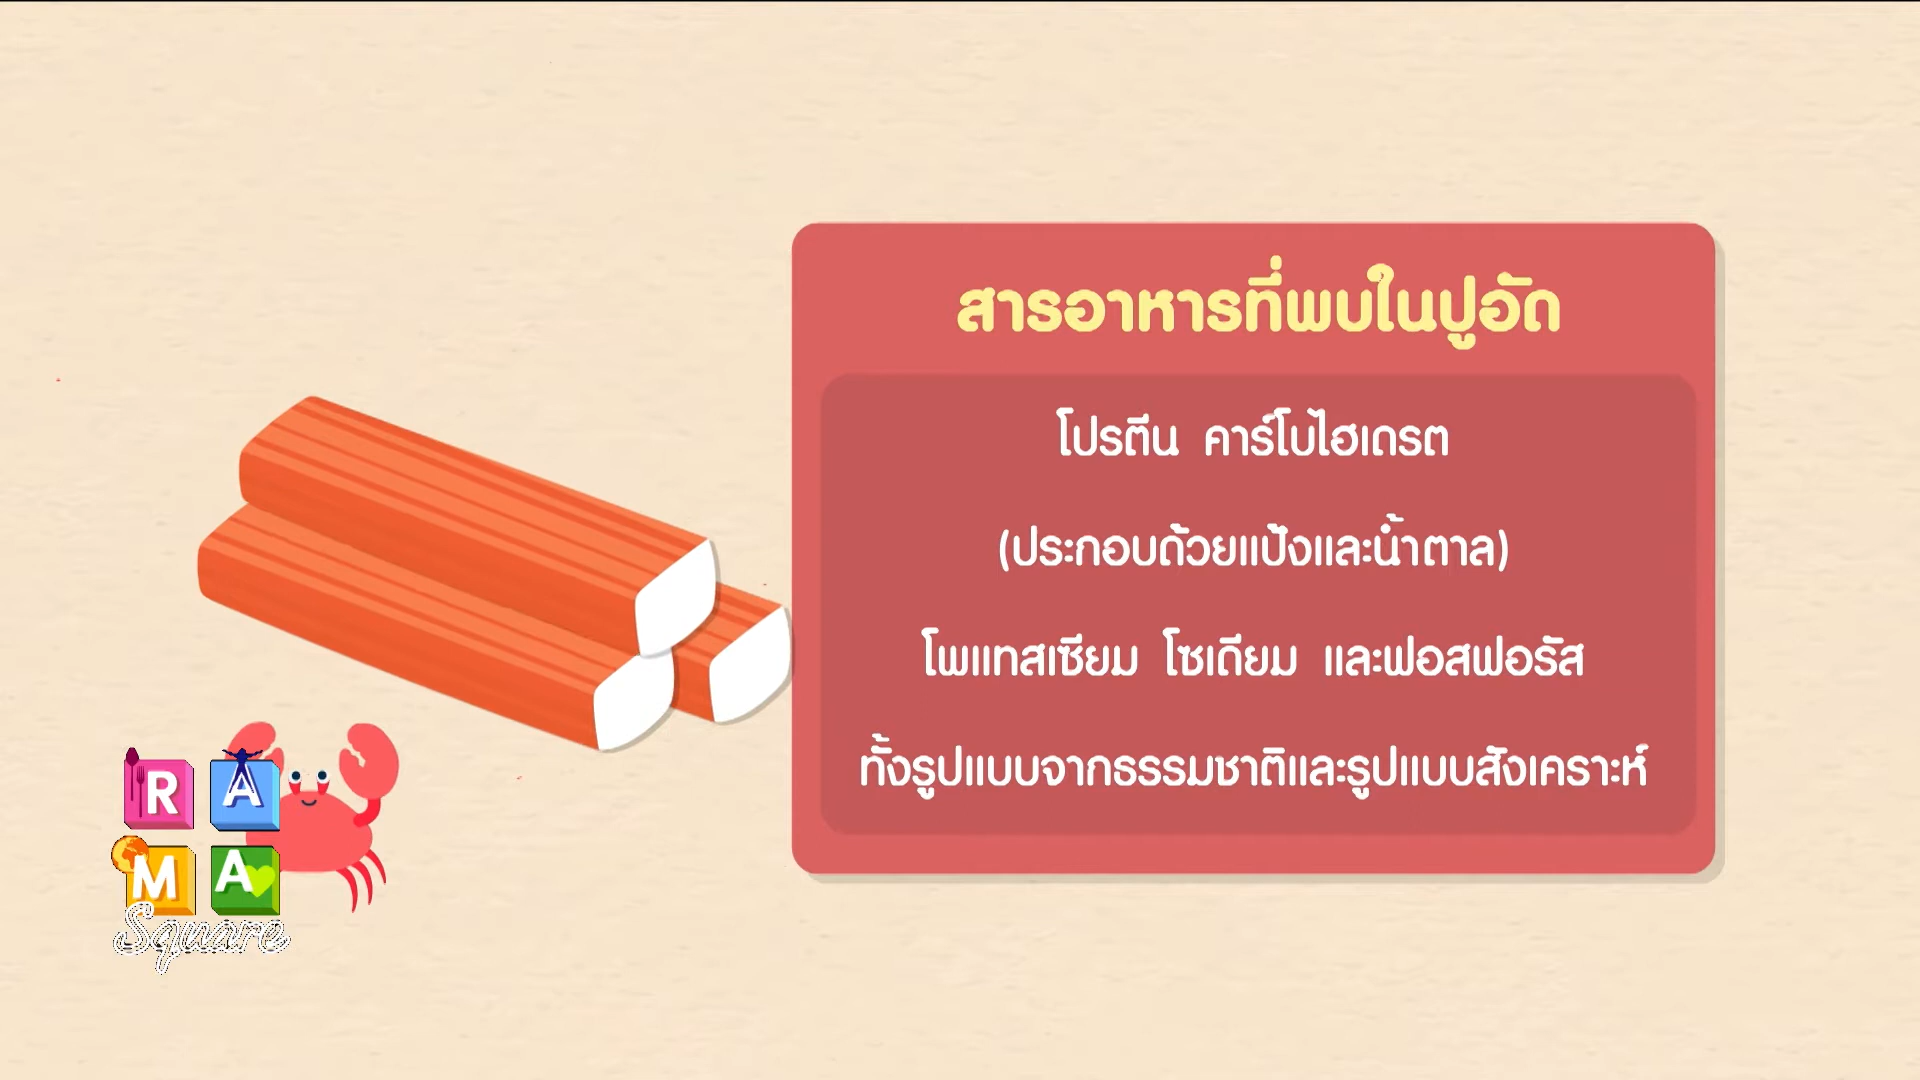 สารอาหารที่พบในปูอัด
โปรตีน คาร์โบไฮเดรต
(ประกอบด้วยแป้งและน้ำตาล)
โพแทสเซียม โซเดียม และฟอสฟอรัส
ทั้งรูปแบบจากธรรมชาติและรูปแบบสังเคราะห์
RA
MA
Square